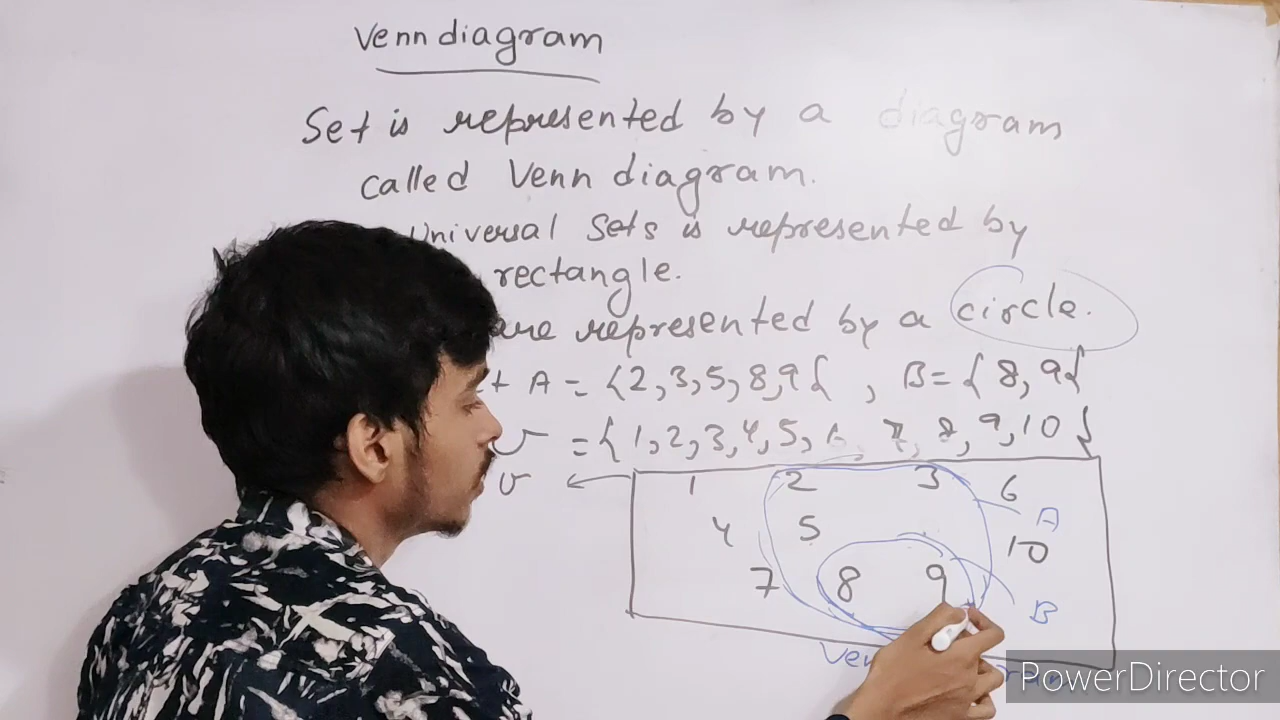 Venn diagram
Set is represented by a diagram
called Venn diagram.
universal sets is represented by
rectangle.
are represented by a circle.
A = {2,3,5,8,9{ , B= { 8,9{
U = { 1,2,3,4,5, 7, 8, 9,10 }
U 1 2 3 6
A
4 5 10
7 8 9
B
PowerDirector